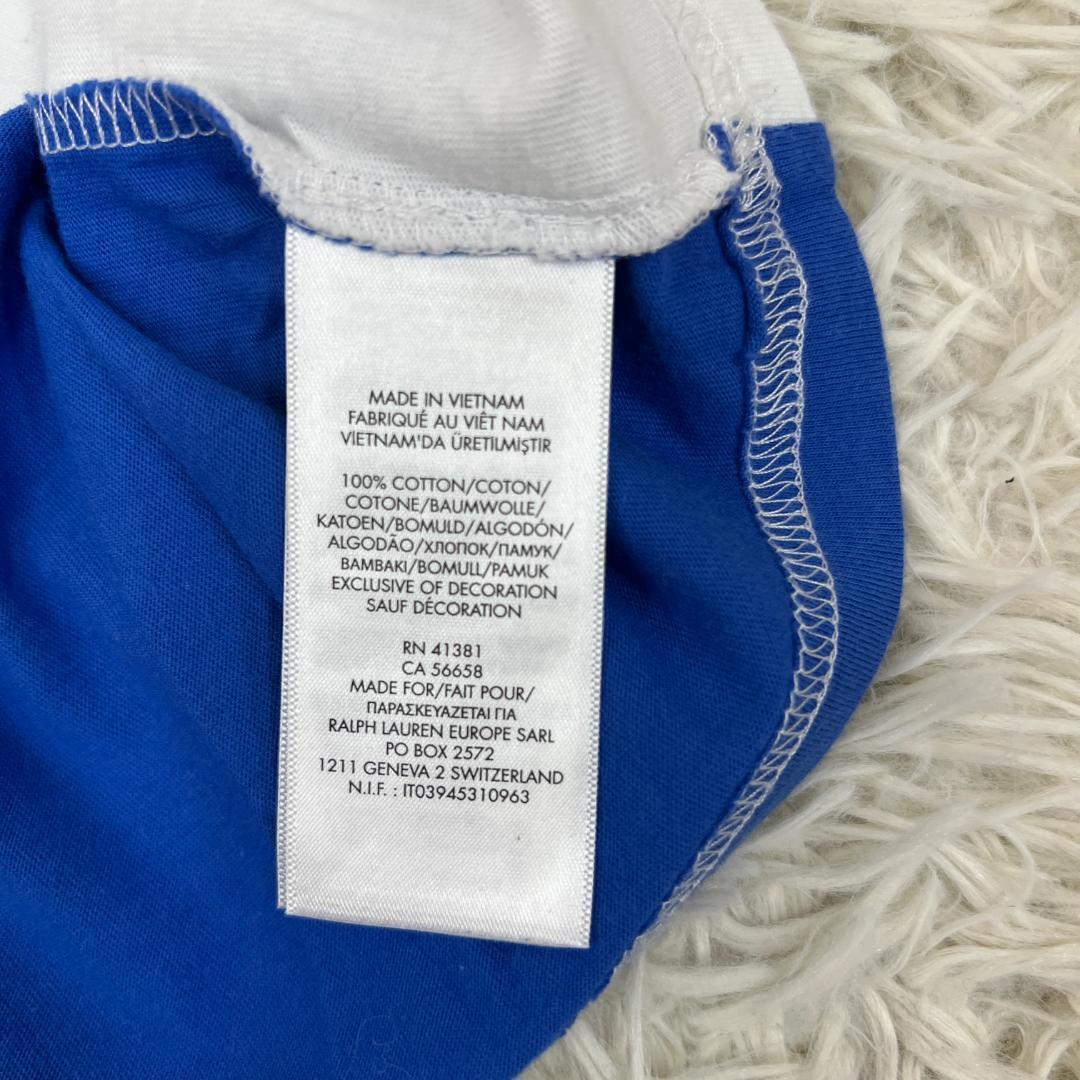 MADE IN VIETNAM
FABRIQUÉ AU VIÊT NAM
VIETNAM'DA ÜRETILMIŞTIR
100% COTTON/COTON/
COTONE/BAUMWOLLE/
KATOEN/BOMULD/ALGODÓN/
ALGODÃO/ХЛОПОК/ПАМУК/
BAMBAKI/BOMULL/PAMUK
EXCLUSIVE OF DECORATION
SAUF DÉCORATION
RN 41381
CA 56658
MADE FOR/FAIT POUR/
ΠΑΡΑΣΚΕΥΑΖΕΤΑΙ ΓΙΑ
RALPH LAUREN EUROPE SARL
PO BOX 2572
1211 GENEVA 2 SWITZERLAND
N.I.F. : IT03945310963